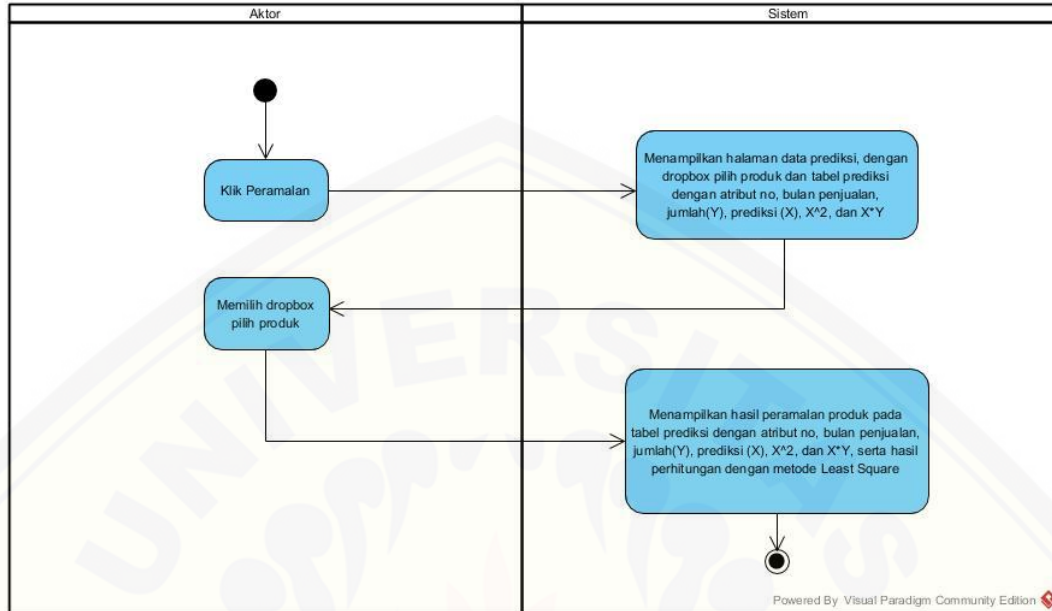 Aktor
Sistem
Klik Peramalan
Menampilkan halaman data prediksi, dengan
dropbox pilih produk dan tabel prediksi
dengan atribut no, bulan penjualan,
jumlah(Y), prediksi (X), X^2, dan X*Y
Memilih dropbox
pilih produk
Menampilkan hasil peramalan produk pada
tabel prediksi dengan atribut no, bulan penjualan,
jumlah(Y), prediksi (X), X^2, dan X*Y, serta hasil
perhitungan dengan metode Least Square
UNIVERSITAS
Powered By Visual Paradigm Community Edition